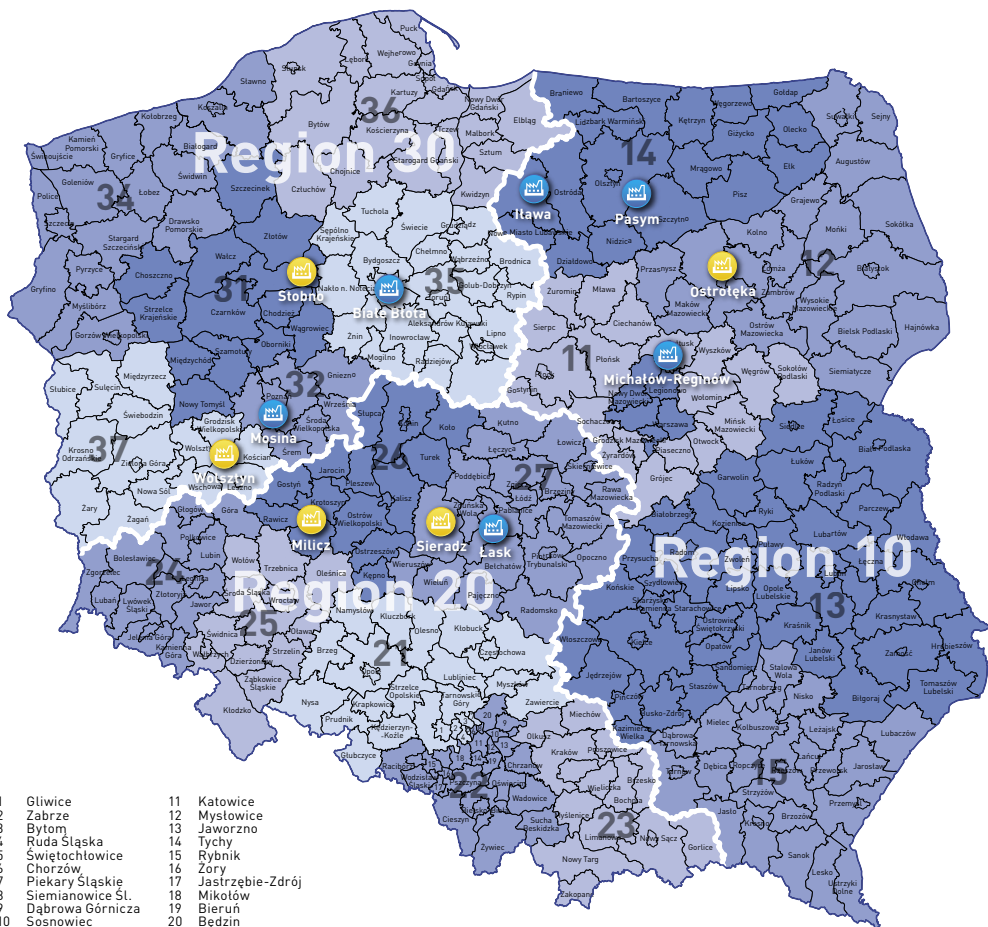 Puck
Wejherowo
Lębork
Gdynia
Słupsk
Sopot
Sławno
Kartuzy
Gdańsk
Koszalin
Nowy Dwór
Gdański
Kołobrzeg
36
Bytów
Kościerzyna
Tczew
Elbląg
Malbork
Kamień
Pomorski
Białogard
Region 30
Starogard Gdański
Sztum
Świnoujście
Gryfice
Świdwin
Chojnice
Goleniów
Szczecinek
Człuchów
Kwidzyn
Police
34
Łobez
Drawsko
Pomorskie
Tuchola
Szczecin
Złotów
Sępólno
Krajeńskie
Świecie
Grudziądz
Stargard
Szczeciński
Wałcz
Chełmno
Wąbrzeźno
Brodnica
Pyrzyce
Choszczno
Bydgoszcz
35
Golub-Dobrzyń
Gryfino
31
Stobno
Nakło n. Notecią
Toruń
Rypin
Myślibórz
Strzelce
Krajeńskie
Czarnków
Chodzież
Białe Błota
Aleksandrów Kujawski
Wągrowiec
Lipno
Gorzów Wielkopolski
Oborniki
Żnin
Inowrocław
Włocławek
Szamotuły
Mogilno
Radziejów
Międzychód
Międzyrzecz
32
Gniezno
Słubice
Sulęcin
Poznań
Nowy Tomyśl
Września
Świebodzin
Grodzisk
Wielkopolski
Środa
Wielkopolska
Mosina
37
Krosno
Odrzańskie
Wolsztyn
Kościan
Śrem
Zielona Góra
Wolsztyn
Nowa Sól
Wschowa
Leszno
Żary
Żagań
Braniewo
Bartoszyce
Węgorzewo
Gołdap
Lidzbark Warmiński
Kętrzyn
Suwałki
Sejny
Giżycko
Olecko
14
Mrągowo
Ełk
Augustów
Ostróda
Olsztyn
Pisz
Iława
Pasym
Grajewo
Szczytno
Nowe Miasto Lubawskie
Nidzica
Kolno
Mońki
Sokółka
Działdowo
Przasnysz
Łomża
12
Białystok
Żuromin
Mława
Ostrołęka
Zambrów
Maków
Mazowiecki
Wysokie
Mazowieckie
Sierpc
Ciechanów
Ostrów
Mazowiecka
Bielsk Podlaski
Hajnówka
11
Płońsk
Pułtusk
Wyszków
Płock
Michałów-Reginów
Węgrów
Sokołów
Podlaski
Siemiatycze
Gostynin
Nowy Dwór
Mazowiecki
Legionowo
Wołomin
Sochaczew
Warszawa
Mińsk
Mazowiecki
Siedlce
Łosice
Grodzisk Mazowiecki
Otwock
Żyrardów
Piaseczno
Biała Podlaska
Grójec
Garwolin
Łuków
Radzyń
Podlaski
Białobrzegi
Kozienice
Ryki
Parczew
Przysucha
Radom
Zwoleń
Puławy
Lubartów
Włodawa
Region 10
Lublin
Łęczna
Chełm
Końskie
Szydłowiec
Lipsko
Opole
Lubelskie
13
Skarżysko
Kamienna
Starachowice
Kraśnik
Krasnystaw
Ostrowiec
Świętokrzyski
Włoszczowa
Kielce
Opatów
Janów
Lubelski
Zamość
Hrubieszów
Jędrzejów
Sandomierz
Stalowa
Wola
Staszów
Tarnobrzeg
Nisko
Biłgoraj
Tomaszów
Lubelski
Pińczów
Busko-Zdrój
Mielec
Kolbuszowa
Leżajsk
Lubaczów
Kazimierza
Wielka
Dąbrowa
Tarnowska
Łańcut
Tarnów
Dębica
Ropczyce
Rzeszów
Przeworsk
Jarosław
15
Strzyżów
Przemyśl
Jasło
Krosno
Brzozów
Sanok
Lesko
Ustrzyki
Dolne
Słupca
Konin
Koło
Kutno
26
Turek
Łęczyca
Łowicz
Gostyń
Jarocin
Pleszew
Poddębice
Zgierz
27
Skierniewice
Góra
Krotoszyn
Kalisz
Zduńska
Wola
Łódź
Brzeziny
Rawa
Mazowiecka
Głogów
Rawicz
Ostrów
Wielkopolski
Pabianice
Tomaszów
Mazowiecki
Polkowice
Milicz
Sieradz
Łask
Bolesławiec
Lubin
Wołów
Trzebnica
Ostrzeszów
Wieruszów
Bełchatów
Piotrków
Trybunalski
Opoczno
Zgorzelec
24
Legnica
Oleśnica
Kępno
Wieluń
Pajęczno
Lubań
Lwówek
Śląski
Złotoryja
Środa Śląska
Region 20
Radomsko
Jawor
Wrocław
Namysłów
Kluczbork
Jelenia Góra
Kamienna
Góra
Świdnica
25
Oława
Olesno
Kłobuck
Wałbrzych
Strzelin
Brzeg
Częstochowa
Dzierżoniów
21
Ząbkowice
Śląskie
Opole
Lubliniec
Myszków
Kłodzko
Nysa
Strzelce
Opolskie
Tarnowskie
Góry
Zawiercie
Krapkowice
Prudnik
Kędzierzyn-
Koźle
Olkusz
Miechów
Głubczyce
Racibórz
Chrzanów
Kraków
Proszowice
Wodzisław
Śląski
Pszczyna
22
Oświęcim
Wieliczka
Brzesko
Bielsko-Biała
Wadowice
Bochnia
Cieszyn
Sucha
Beskidzka
Myślenice
23
Żywiec
Limanowa
Nowy Sącz
Gorlice
Nowy Targ
Zakopane
1 Gliwice
2 Zabrze
3 Bytom
4 Ruda Śląska
5 Świętochłowice
6 Chorzów
7 Piekary Śląskie
8 Siemianowice Śl.
9 Dąbrowa Górnicza
10 Sosnowiec
11 Katowice
12 Mysłowice
13 Jaworzno
14 Tychy
15 Rybnik
16 Żory
17 Jastrzębie-Zdrój
18 Mikołów
19 Bieruń
20 Będzin